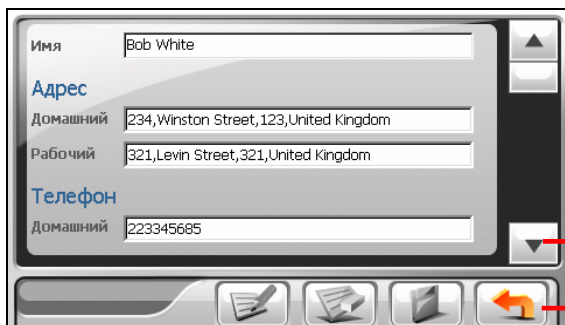 Имя Bob White
Адрес
Домашний 234,Winston Street,123,United Kingdom
Рабочий 321,Levin Street,321,United Kingdom
Телефон
Домашний 223345685